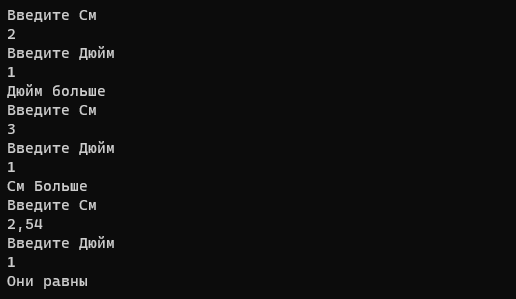 Введите См
2
Введите Дюйм
1
Дюйм больше
Введите См
3
Введите Дюйм
1
См Больше
Введите См
2,54
Введите Дюйм
1
Они равны